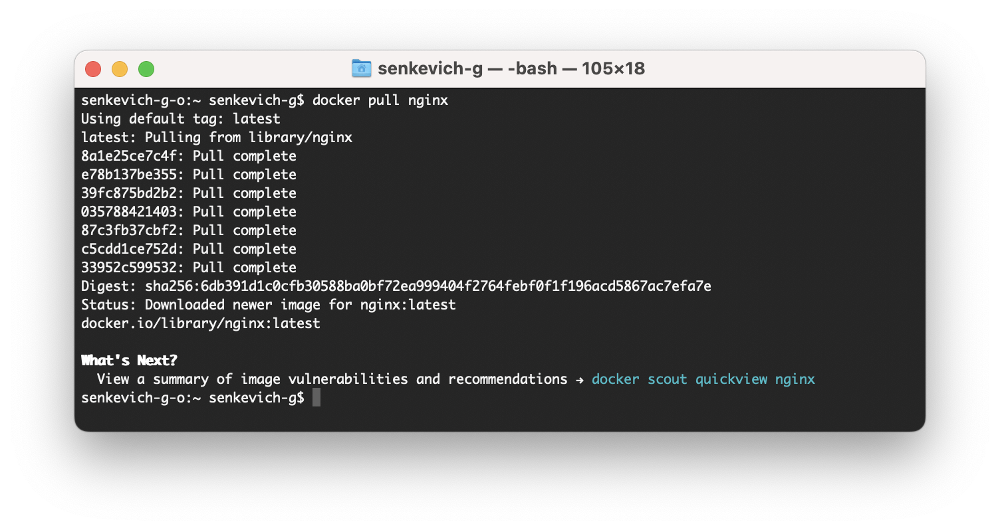 senkevich-g — -bash — 105×18
senkevich-g-o:~ senkevich-g$ docker pull nginx
Using default tag: latest
latest: Pulling from library/nginx
8a1e25ce7c4f: Pull complete
e78b137be355: Pull complete
39fc875bd2b2: Pull complete
035788421403: Pull complete
87c3fb37cbf2: Pull complete
c5cdd1ce752d: Pull complete
33952c599532: Pull complete
Digest: sha256:6db391d1c0cfb30588ba0bf72ea999404f2764febf0f1f196acd5867ac7efa7e
Status: Downloaded newer image for nginx:latest
docker.io/library/nginx:latest
What's Next?
View a summary of image vulnerabilities and recommendations → docker scout quickview nginx
senkevich-g-o:~ senkevich-g$